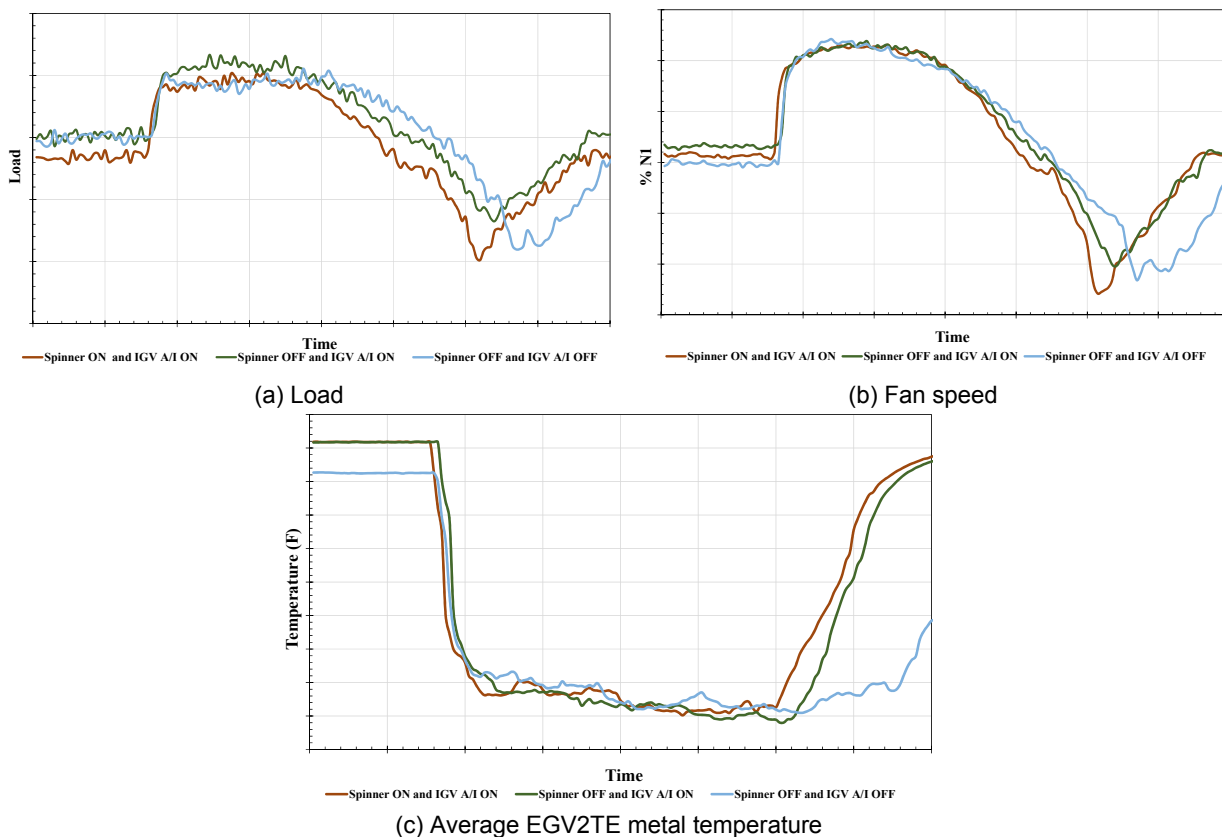 Load
Time
Spinner ON and IGV A/I ON Spinner OFF and IGV A/I ON Spinner OFF and IGV A/I OFF
(a) Load
% N1
Time
Spinner ON and IGV A/I ON Spinner OFF and IGV A/I ON Spinner OFF and IGV A/I OFF
(b) Fan speed
Temperature (F)
Time
Spinner ON and IGV A/I ON Spinner OFF and IGV A/I ON Spinner OFF and IGV A/I OFF
(c) Average EGV2TE metal temperature